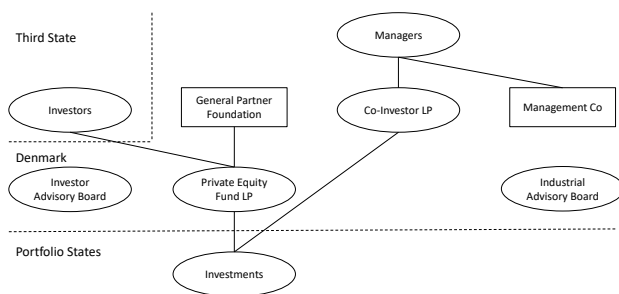 Third State
Managers
Investors
General Partner
Foundation
Co-Investor LP
Management Co
Denmark
Investor
Advisory Board
Private Equity
Fund LP
Industrial
Advisory Board
Portfolio States
Investments